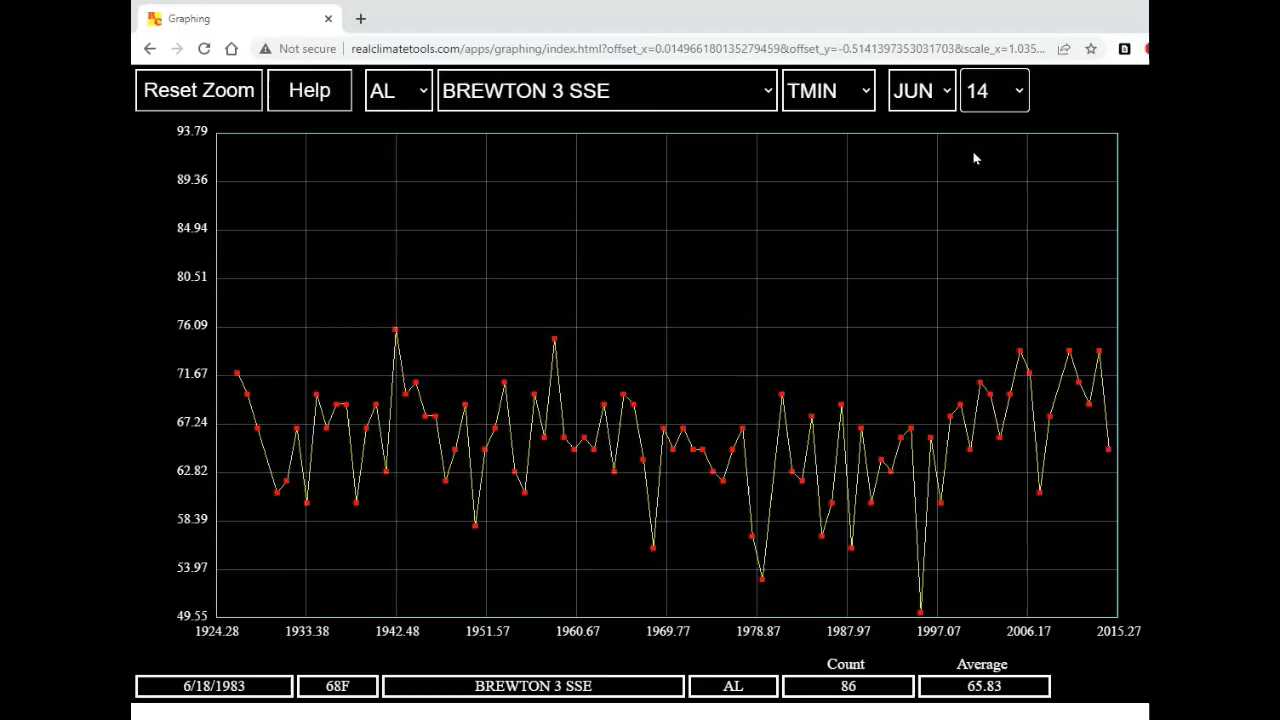 Graphing
Not secure realclimatetools.com/apps/graphing/index.html?offset_x=0.014966180135279459&offset_y=-0.5141397333031703&scale_x=1.035...
Reset Zoom Help AL BREWTON 3 SSE TMIN JUN 14
93.79
89.36
84.94
80.51
76.09
71.67
67.24
62.82
58.39
53.97
49.55
1924.28 1933.38 1942.48 1951.57 1960.67 1969.77 1978.87 1987.97 1997.07 2006.17 2015.27
Count Average
6/18/1983 68F BREWTON 3 SSE AL 86 65.83